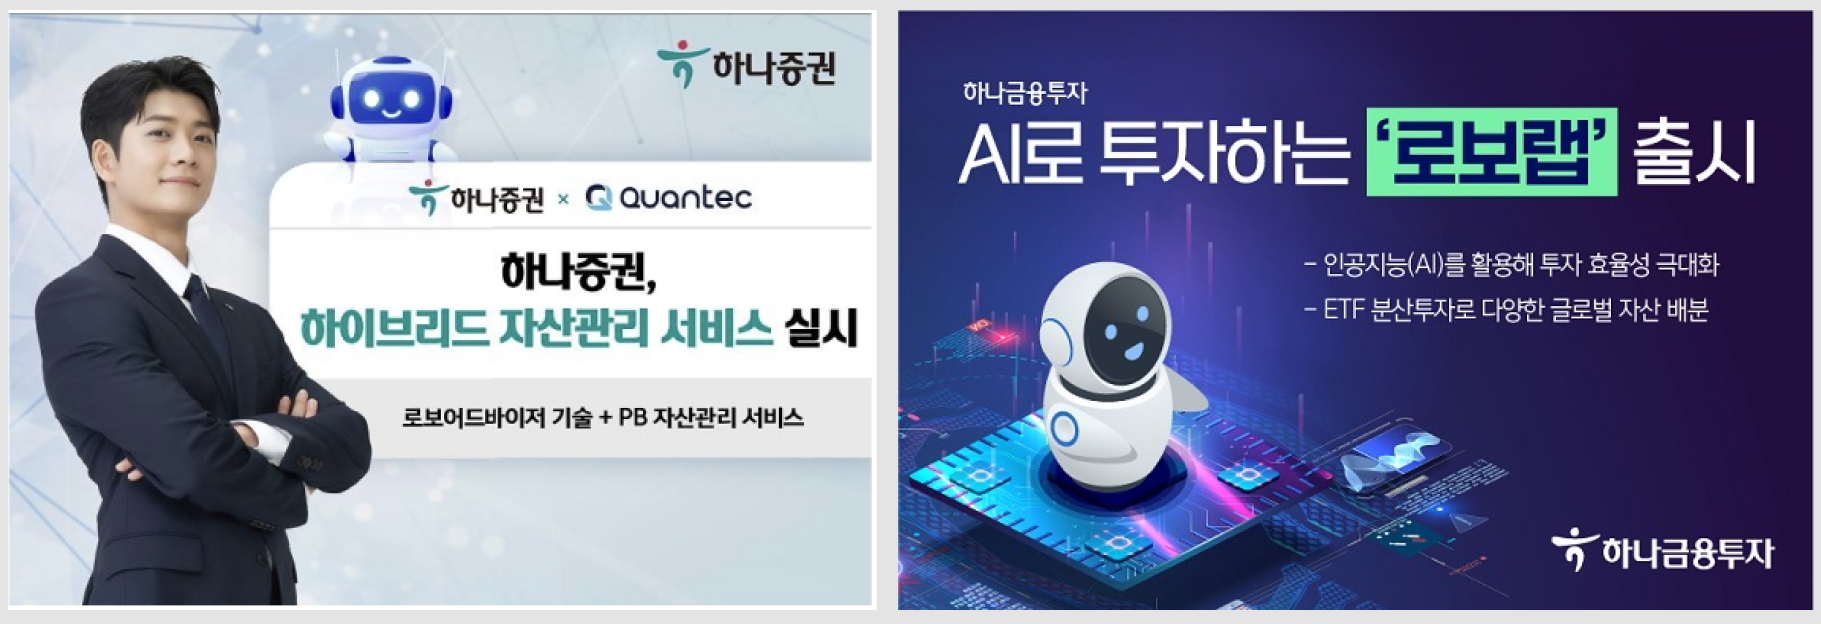 하나증권
하나증권 × Quantec
하나증권,
하이브리드 자산관리 서비스 실시
로보어드바이저 기술 + PB 자산관리 서비스
하나금융투자
AI로 투자하는 ‘로보랩’ 출시
- 인공지능(AI)를 활용해 투자 효율성 극대화
- ETF 분산투자로 다양한 글로벌 자산 배분
하나금융투자